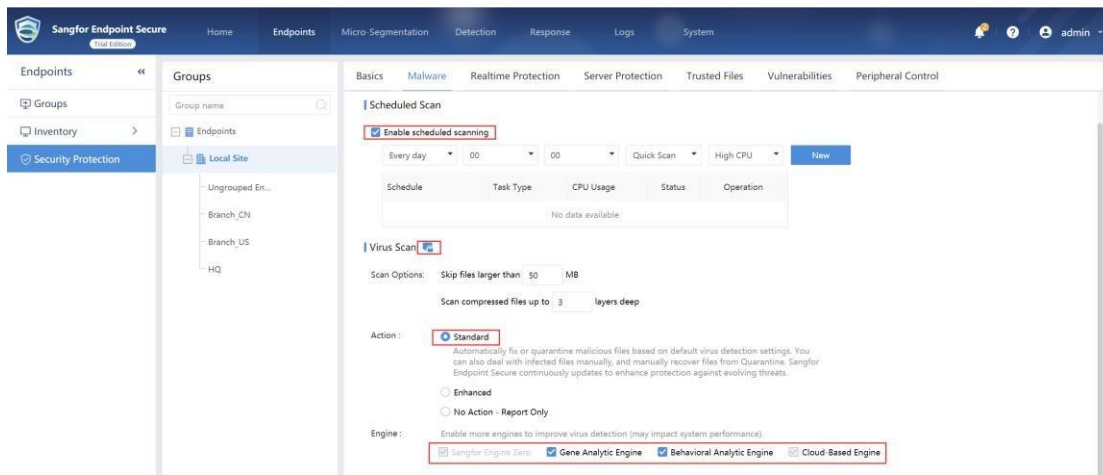 Sangfor Endpoint Secure
Trial Edition
Home Endpoints Micro-Segmentation Detection Response Logs System
2
? admin
Endpoints «
Groups
Inventory >
Security Protection
Groups
Group name
Endpoints
Local Site
Ungrouped En...
Branch_CN
Branch_US
HQ
Basics Malware Realtime Protection Server Protection Trusted Files Vulnerabilities Peripheral Control
Scheduled Scan
Enable scheduled scanning
Every day 00 00 Quick Scan High CPU New
Schedule Task Type CPU Usage Status Operation
No data available
Virus Scan
Scan Options: Skip files larger than 50 MB
Scan compressed files up to 3 layers deep
Action : Standard
Automatically fix or quarantine malicious files based on default virus detection settings. You
can also deal with infected files manually, and manually recover files from Quarantine. Sangfor
Endpoint Secure continuously updates to enhance protection against evolving threats.
Enhanced
No Action - Report Only
Engine : Enable more engines to improve virus detection (may impact system performance).
Sangfor Engine Zero Gene Analytic Engine Behavioral Analytic Engine Cloud-Based Engine